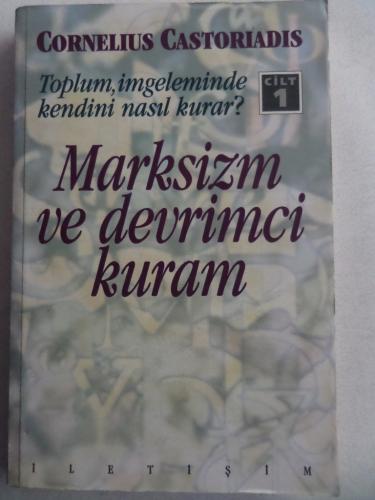 CORNELIUS CASTORIADIS
Toplum, imgeleminde
kendini nasıl kurar?
CİLT
1
Marksizm
ve devrimci
kuram
İLETİŞİM